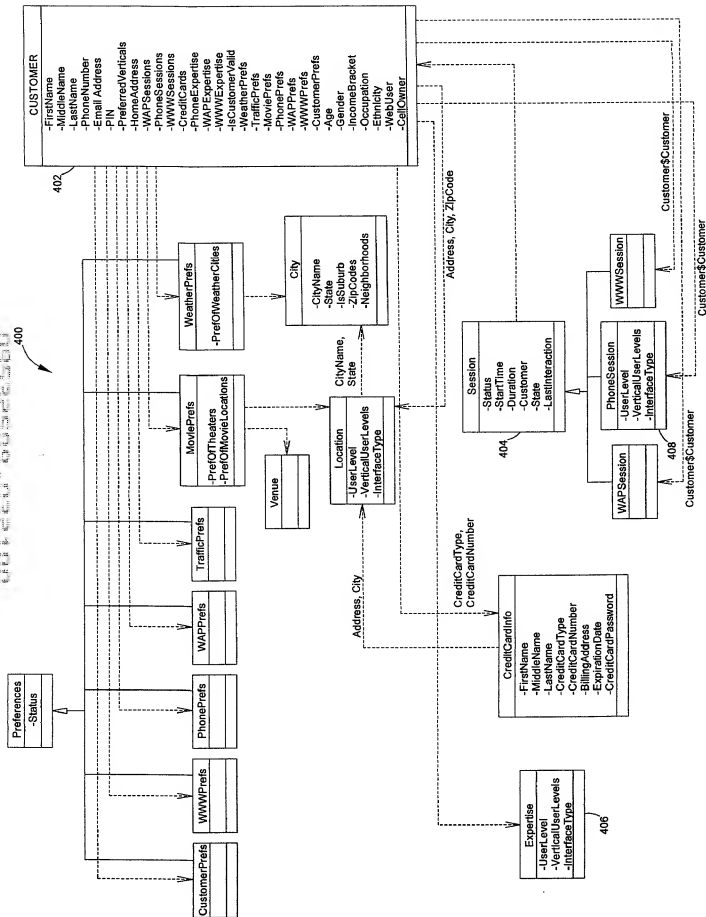 400
CUSTOMER
-FirstName
-MiddleName
-LastName
-PhoneNumber
-Email Address
-PIN
-PreferredVerticals
-HomeAddress
-WAPSessions
-PhoneSessions
-WWWSessions
-CreditCards
-PhoneExpertise
-WAPExpertise
-WWWExpertise
-IsCustomerValid
-WeatherPrefs
-TrafficPrefs
-MoviePrefs
-PhonePrefs
-WAPPrefs
-WWWPrefs
-CustomerPrefs
-Age
-Gender
-IncomeBracket
-Occupation
-Ethnicity
-WebUser
-CellOwner
402
Preferences
-Status
CustomerPrefs
WWWPrefs
PhonePrefs
WAPPrefs
TrafficPrefs
MoviePrefs
-PrefOfTheaters
-PrefOfMovieLocations
WeatherPrefs
-PrefOfWeatherCities
Venue
City
-CityName
-State
-IsSuburb
-ZipCodes
-Neighborhoods
CityName,
State
Location
-UserLevel
-VerticalUserLevels
-InterfaceType
Address, City
Address, City, ZipCode
CreditCardType,
CreditCardNumber
CreditCardInfo
-FirstName
-MiddleName
-LastName
-CreditCardType
-CreditCardNumber
-BillingAddress
-ExpirationDate
-CreditCardPassword
Expertise
-UserLevel
-VerticalUserLevels
-InterfaceType
406
Session
-Status
-StartTime
-Duration
-Customer
-State
-LastInteraction
404
WAPSession
PhoneSession
-UserLevel
-VerticalUserLevels
-InterfaceType
408
WWWSession
Customer$Customer
Customer$Customer
Customer$Customer